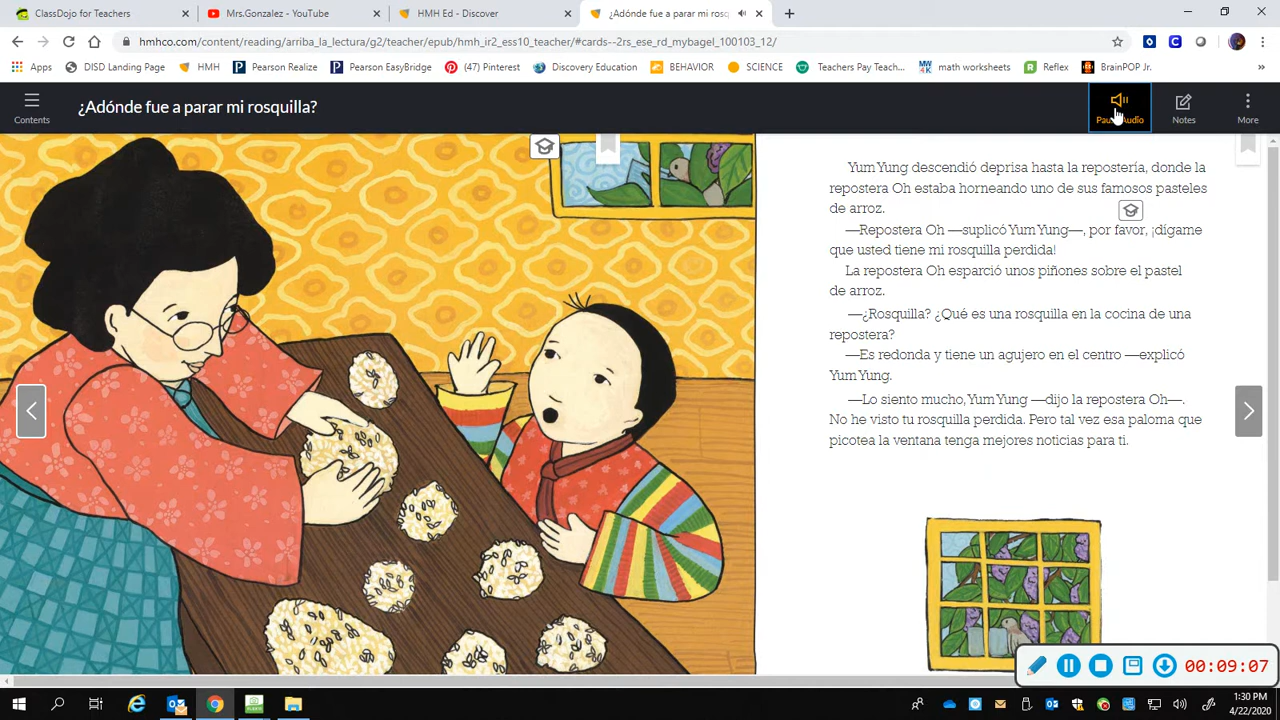 ClassDojo for Teachers
Mrs.Gonzalez - YouTube
HMH Ed - Discover
¿Adónde fue a parar mi rosq
hmhco.com/content/reading/arriba_la_lectura/g2/teacher/epub/hmh_ir2_ess10_teacher/#cards--2rs_ese_rd_mybagel_100103_12/
Apps DISD Landing Page HMH Pearson Realize Pearson EasyBridge (47) Pinterest Discovery Education BEHAVIOR SCIENCE Teachers Pay Teach... math worksheets Reflex BrainPOP Jr. »
Contents
¿Adónde fue a parar mi rosquilla?
Notes
More
Yum Yung descendió deprisa hasta la repostería, donde la
repostera Oh estaba horneando uno de sus famosos pasteles
de arroz.
—Repostera Oh —suplicó Yum Yung—, por favor, ¡dígame
que usted tiene mi rosquilla perdida!
La repostera Oh esparció unos piñones sobre el pastel
de arroz.
—¿Rosquilla? ¿Qué es una rosquilla en la cocina de una
repostera?
—Es redonda y tiene un agujero en el centro —explicó
Yum Yung.
—Lo siento mucho, Yum Yung —dijo la repostera Oh—.
No he visto tu rosquilla perdida. Pero tal vez esa paloma que
picotea la ventana tenga mejores noticias para ti.
00:09:07
1:30 PM
4/22/2020